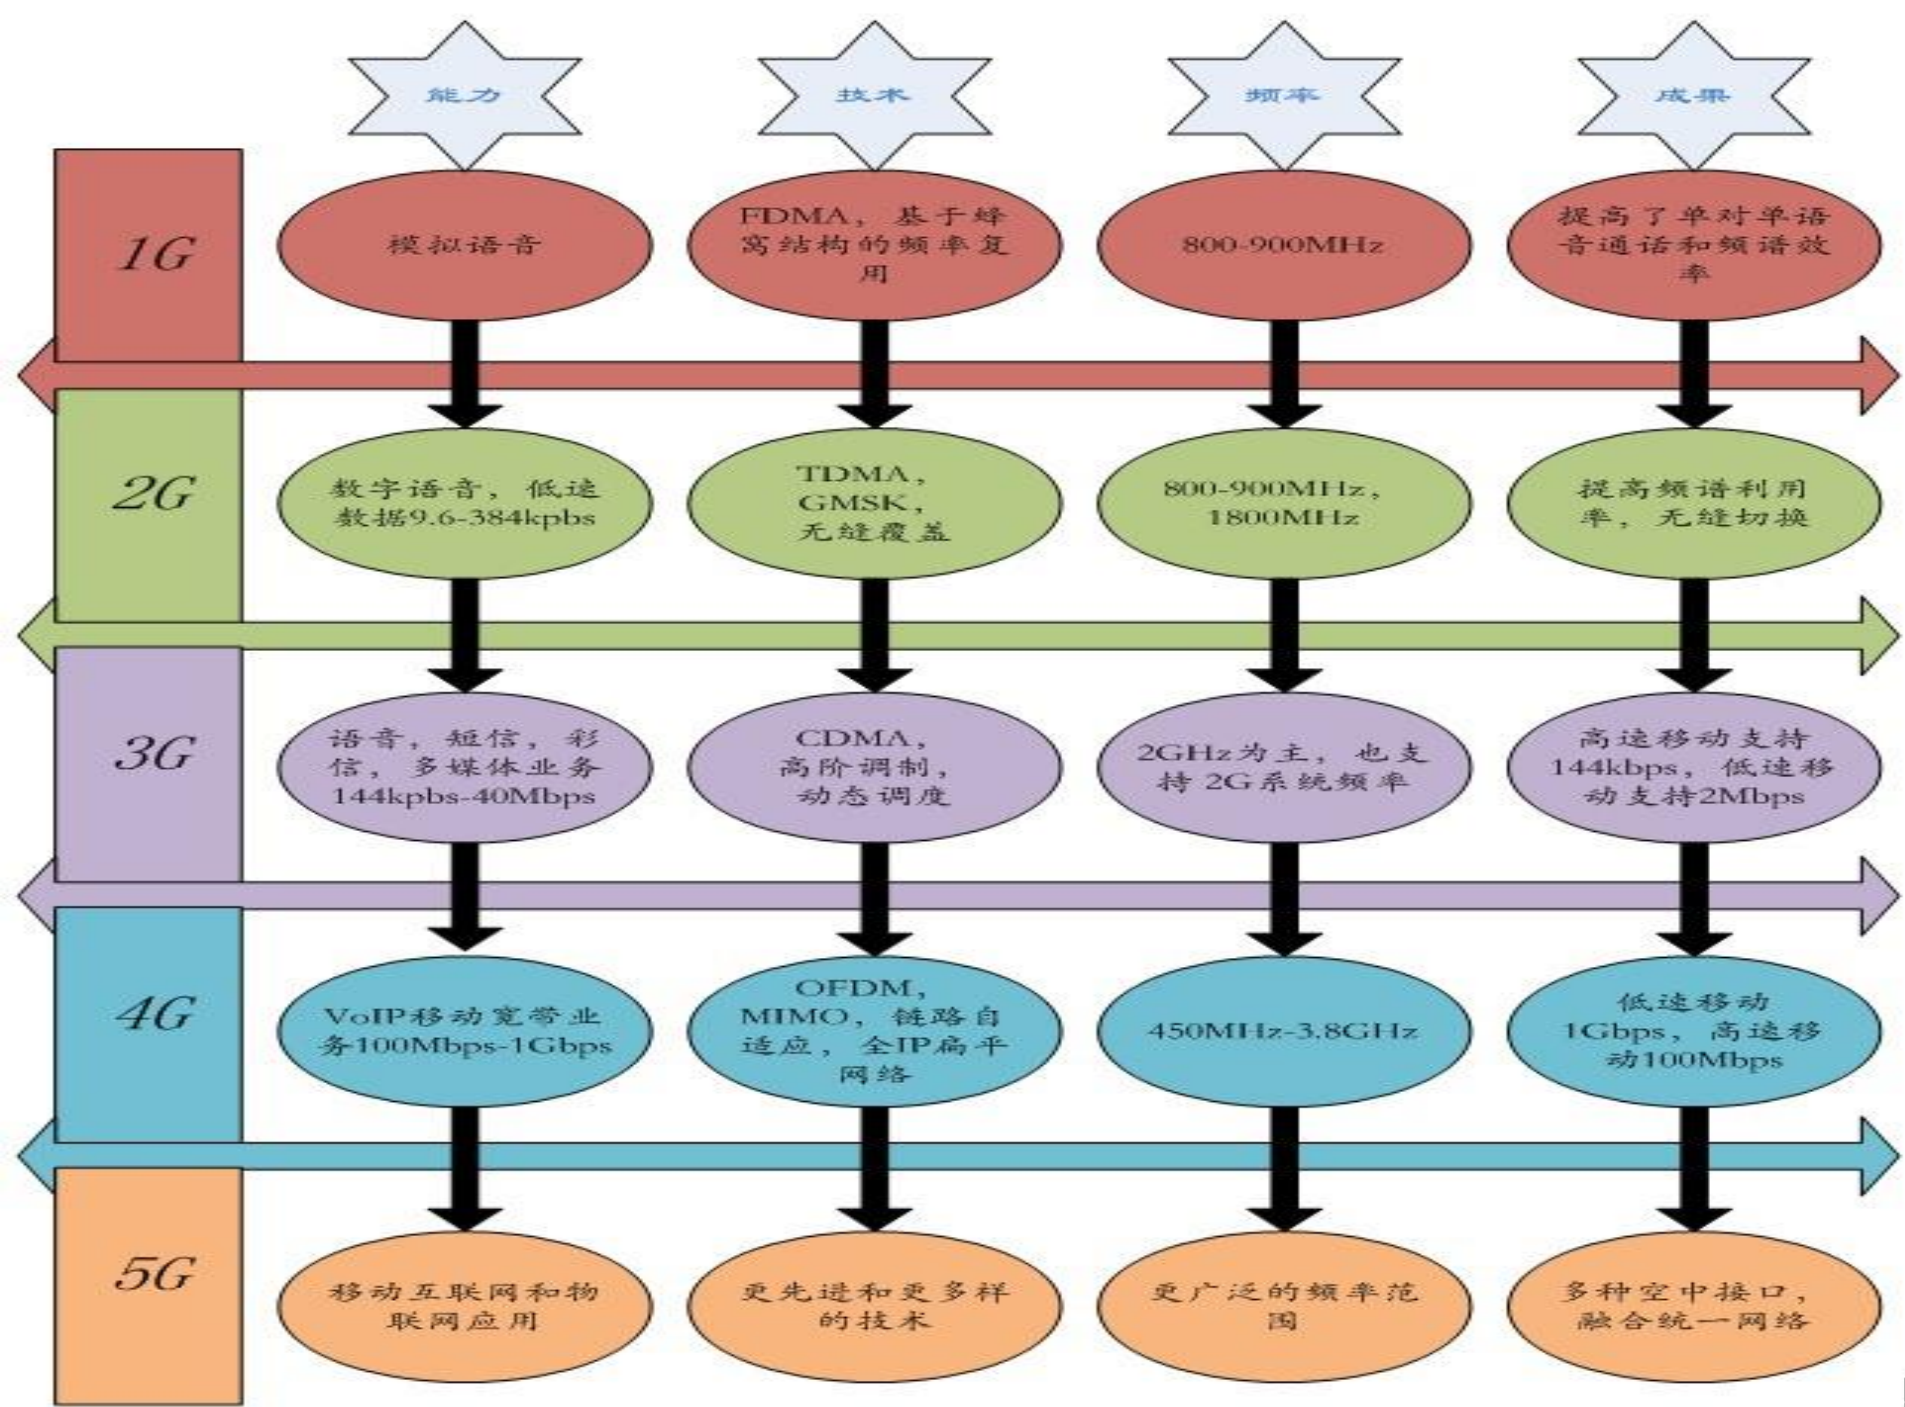 能力
技术
频率
成果
1G
模拟语音
FDMA，基于蜂
窝结构的频率复
用
800-900MHz
提高了单对单语
音通话和频谱效
率
2G
数字语音，低速
数据9.6-384kpbs
TDMA，
GMSK，
无缝覆盖
800-900MHz，
1800MHz
提高频谱利用
率，无缝切换
3G
语音，短信，彩
信，多媒体业务
144kpbs-40Mbps
CDMA，
高阶调制，
动态调度
2GHz为主，也支
持 2G系统频率
高速移动支持
144kbps，低速移
动支持2Mbps
4G
VoIP移动宽带业
务100Mbps-1Gbps
OFDM，
MIMO，链路自
适应，全IP扁平
网络
450MHz-3.8GHz
低速移动
1Gbps，高速移
动100Mbps
5G
移动互联网和物
联网应用
更先进和更多样
的技术
更广泛的频率范
围
多种空中接口，
融合统一网络